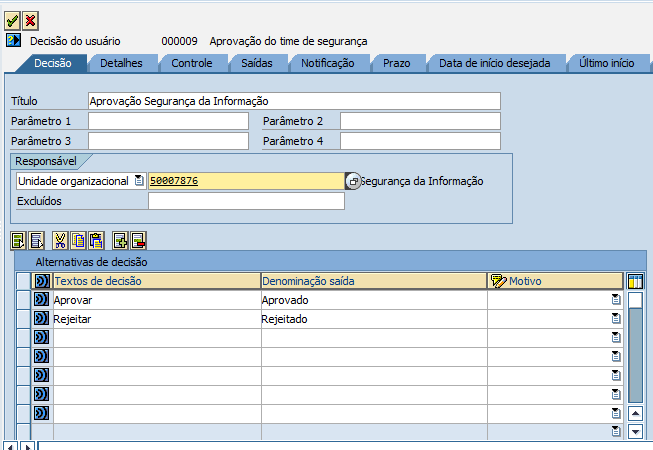 Decisão do usuário 000009 Aprovação do time de segurança
Decisão Detalhes Controle Saídas Notificação Prazo Data de início desejada Último início
Título Aprovação Segurança da Informação
Parâmetro 1 Parâmetro 2
Parâmetro 3 Parâmetro 4
Responsável
Unidade organizacional 50007876 Segurança da Informação
Excluídos
Alternativas de decisão
Textos de decisão Denominação saída Motivo
Aprovar Aprovado
Rejeitar Rejeitado